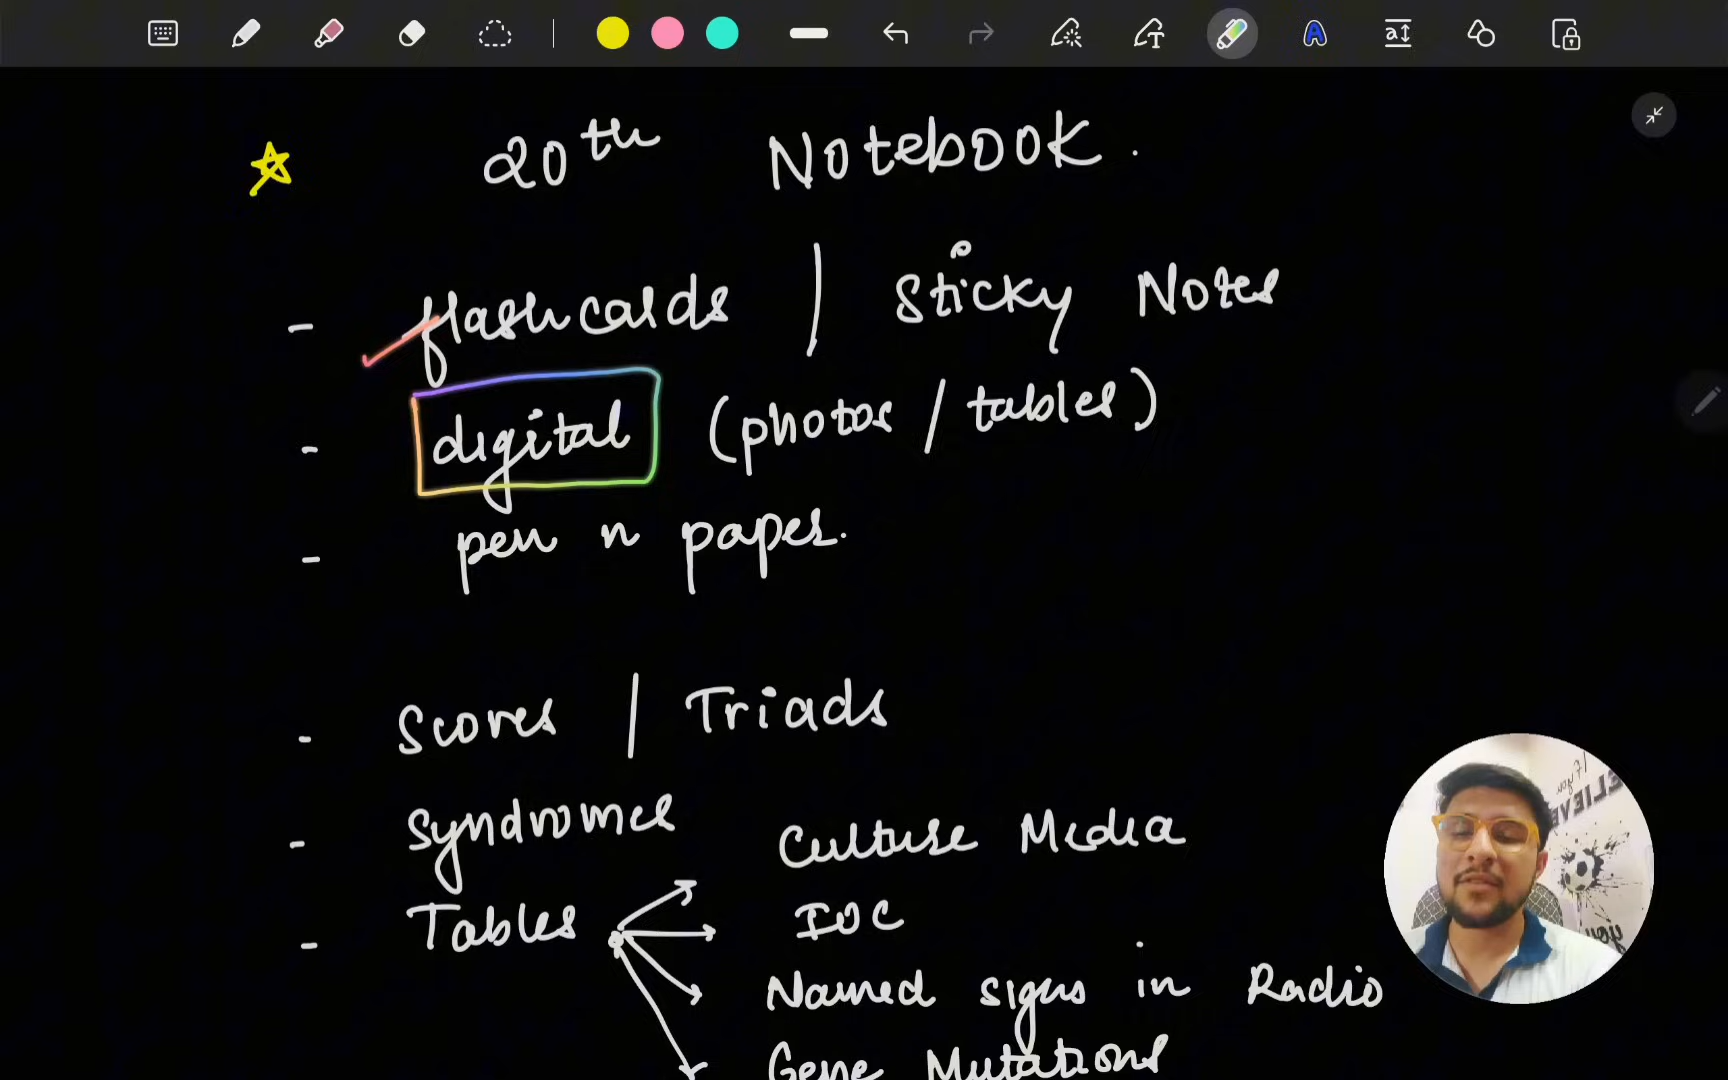 20th Notebook.
- flashcards | Sticky Notes
- digital (photos / tables)
- pen n paper.
- Scores | Triads
- Syndromes
Culture Media
- Tables
IOC
Named signs in Radio
Gene Mutations